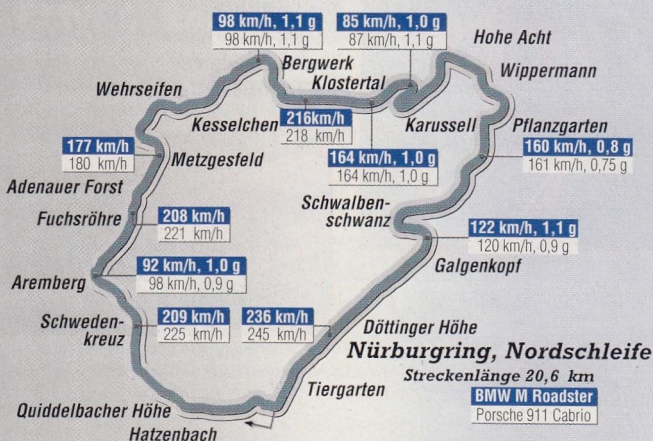 98 km/h, 1,1 g
98 km/h, 1,1 g
85 km/h, 1,0 g
87 km/h, 1,1 g
Hohe Acht
Bergwerk
Klostertal
Wippermann
Wehrseifen
Kesselchen
216km/h
218 km/h
Karussell
Pflanzgarten
177 km/h
180 km/h
Metzgesfeld
164 km/h, 1,0 g
164 km/h, 1,0 g
160 km/h, 0,8 g
161 km/h, 0,75 g
Adenauer Forst
Fuchsröhre
208 km/h
221 km/h
Schwalben-
schwanz
122 km/h, 1,1 g
120 km/h, 0,9 g
Galgenkopf
Aremberg
92 km/h, 1,0 g
98 km/h, 0,9 g
Schweden-
kreuz
209 km/h
225 km/h
236 km/h
245 km/h
Döttinger Höhe
Nürburgring, Nordschleife
Streckenlänge 20,6 km
Tiergarten
BMW M Roadster
Porsche 911 Cabrio
Quiddelbacher Höhe
Hatzenbach